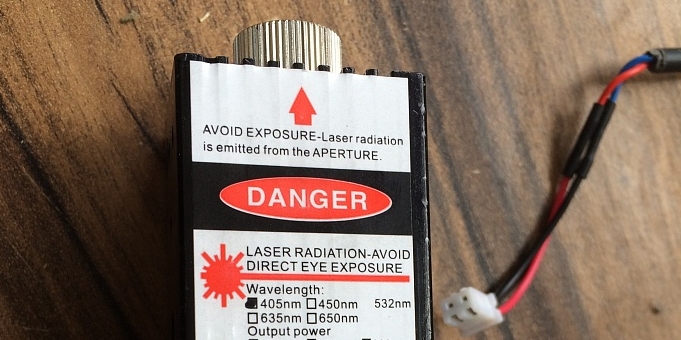 AVOID EXPOSURE-Laser radiation
is emitted from the APERTURE.
DANGER
LASER RADIATION-AVOID
DIRECT EYE EXPOSURE
Wavelength:
405nm 450nm 532nm
635nm 650nm
Output power